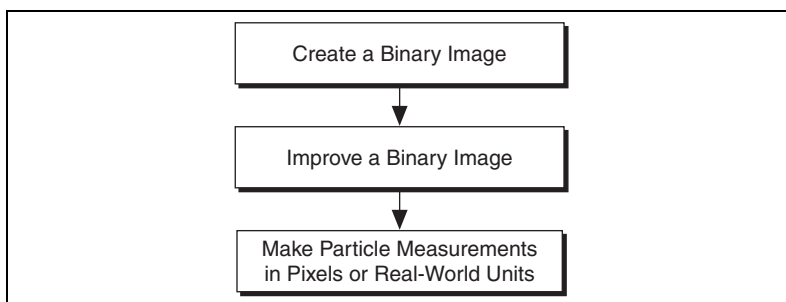 Create a Binary Image
Improve a Binary Image
Make Particle Measurements
in Pixels or Real-World Units